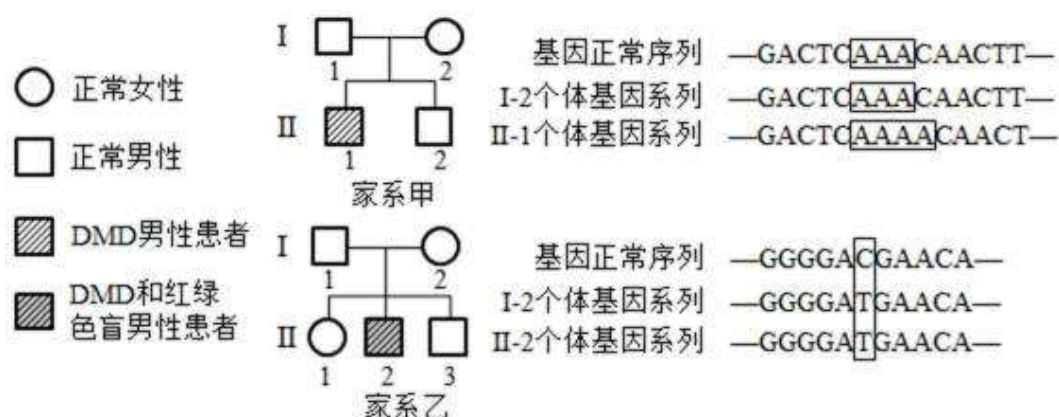 正常女性
正常男性
DMD男性患者
DMD和红绿
色盲男性患者
I
1
2
II
1
2
家系甲
基因正常序列 —GACTCAAACAACTT—
I-2个体基因系列 —GACTCAAACAACTT—
II-1个体基因系列 —GACTCAAAACAACT—
I
1
2
II
1
2
3
家系乙
基因正常序列 —GGGGACGAACA—
I-2个体基因系列 —GGGGATGAACA—
II-2个体基因系列 —GGGGATGAACA—